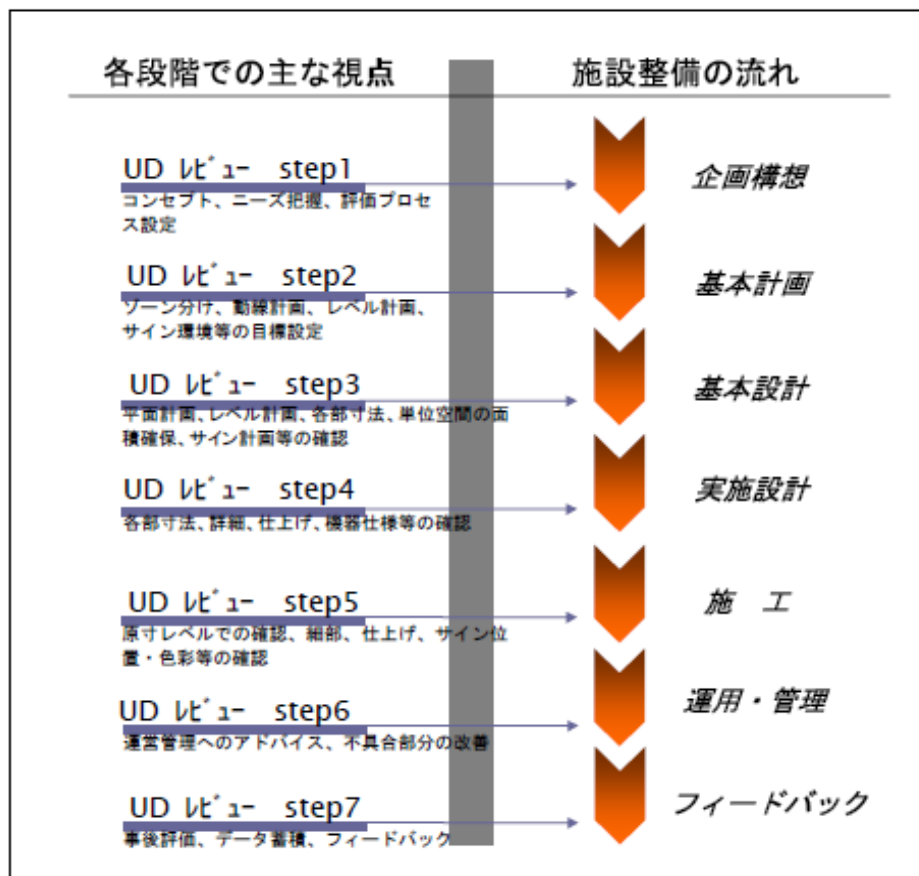 各段階での主な視点
施設整備の流れ
UD ﾚﾋﾞｭｰ step1
コンセプト、ニーズ把握、評価プロセ
ス設定
企画構想
UD ﾚﾋﾞｭｰ step2
ゾーン分け、動線計画、レベル計画、
サイン環境等の目標設定
基本計画
UD ﾚﾋﾞｭｰ step3
平面計画、レベル計画、各部寸法、単位空間の面
積確保、サイン計画等の確認
基本設計
UD ﾚﾋﾞｭｰ step4
各部寸法、詳細、仕上げ、機器仕様等の確認
実施設計
UD ﾚﾋﾞｭｰ step5
原寸レベルでの確認、細部、仕上げ、サイン位
置・色彩等の確認
施　工
UD ﾚﾋﾞｭｰ step6
運営管理へのアドバイス、不具合部分の改善
運用・管理
UD ﾚﾋﾞｭｰ step7
事後評価、データ蓄積、フィードバック
フィードバック